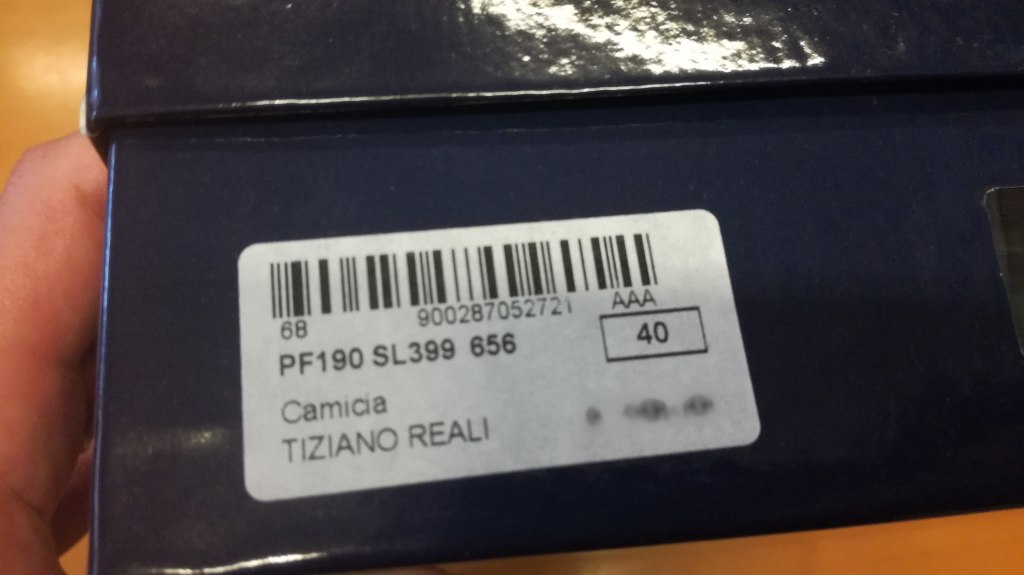 68 900287052721 AAA
PF190 SL399 656 40
Camicia
TIZIANO REALI